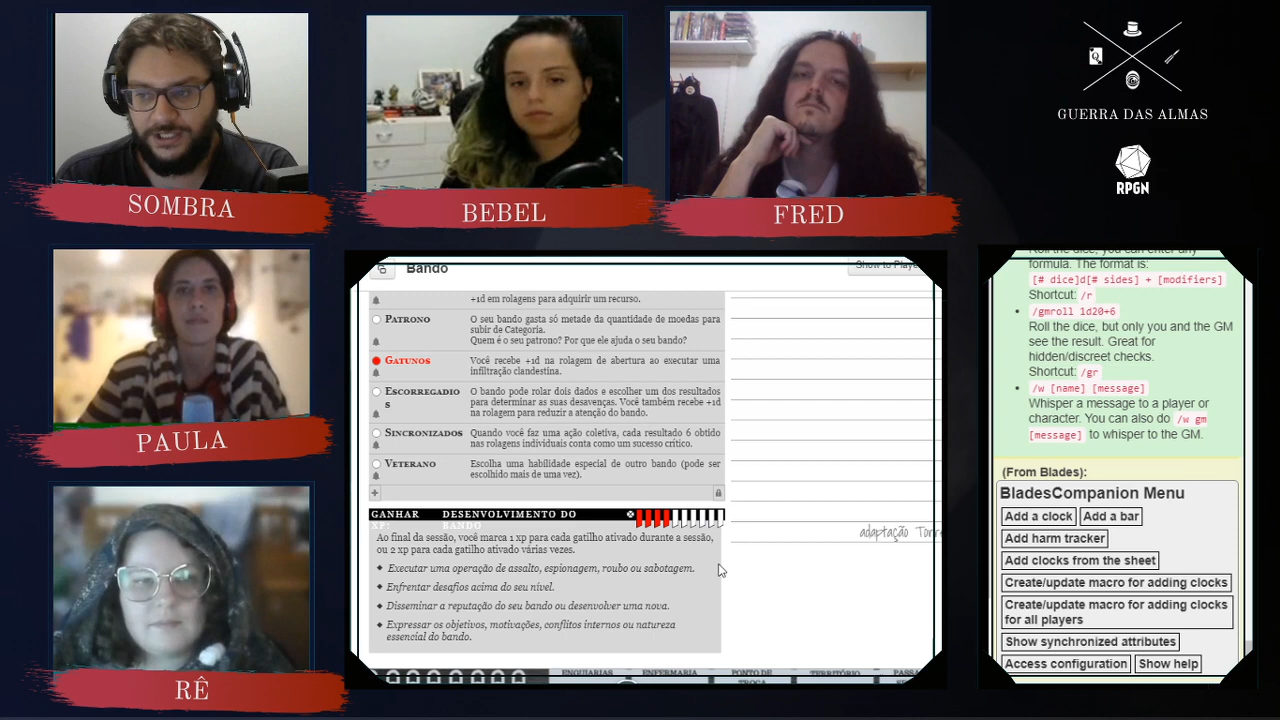 SOMBRA
BEBEL
FRED
GUERRA DAS ALMAS
RPGN
PAULA
RÊ
Bando
+1d em rolagens para adquirir um recurso.
PATRONO
O seu bando gasta só metade da quantidade de moedas para
subir de Categoria.
Quem é o seu patrono? Por que ele ajuda o seu bando?
GATUNOS
Você recebe +1d na rolagem de abertura ao executar uma
infiltração clandestina.
ESCORREGADIO
S
O bando pode rolar dois dados e escolher um dos resultados
para determinar as suas desavenças. Você também recebe +1d
na rolagem para reduzir a atenção do bando.
SINCRONIZADOS
Quando você faz uma ação coletiva, cada resultado 6 obtido
nas rolagens individuais conta como um sucesso crítico.
VETERANO
Escolha uma habilidade especial de outro bando (pode ser
escolhido mais de uma vez).
GANHAR
XP:
DESENVOLVIMENTO DO
BANDO
Ao final da sessão, você marca 1 xp para cada gatilho ativado durante a sessão,
ou 2 xp para cada gatilho ativado várias vezes.
Executar uma operação de assalto, espionagem, roubo ou sabotagem.
Enfrentar desafios acima do seu nível.
Disseminar a reputação do seu bando ou desenvolver uma nova.
Expressar os objetivos, motivações, conflitos internos ou natureza
essencial do bando.
adaptação
ENFERMARIA
PONTO DE
TROCA
TERRITÓRIO
Roll the dice, you can enter any
formula. The format is:
[# dice]d[# sides] + [modifiers]
Shortcut: /r
/gmroll 1d20+6
Roll the dice, but only you and the GM
see the result. Great for
hidden/discreet checks.
Shortcut: /gr
/w [name] [message]
Whisper a message to a player or
character. You can also do /w gm
[message] to whisper to the GM.
(From Blades):
BladesCompanion Menu
Add a clock Add a bar
Add harm tracker
Add clocks from the sheet
Create/update macro for adding clocks
Create/update macro for adding clocks
for all players
Show synchronized attributes
Access configuration Show help